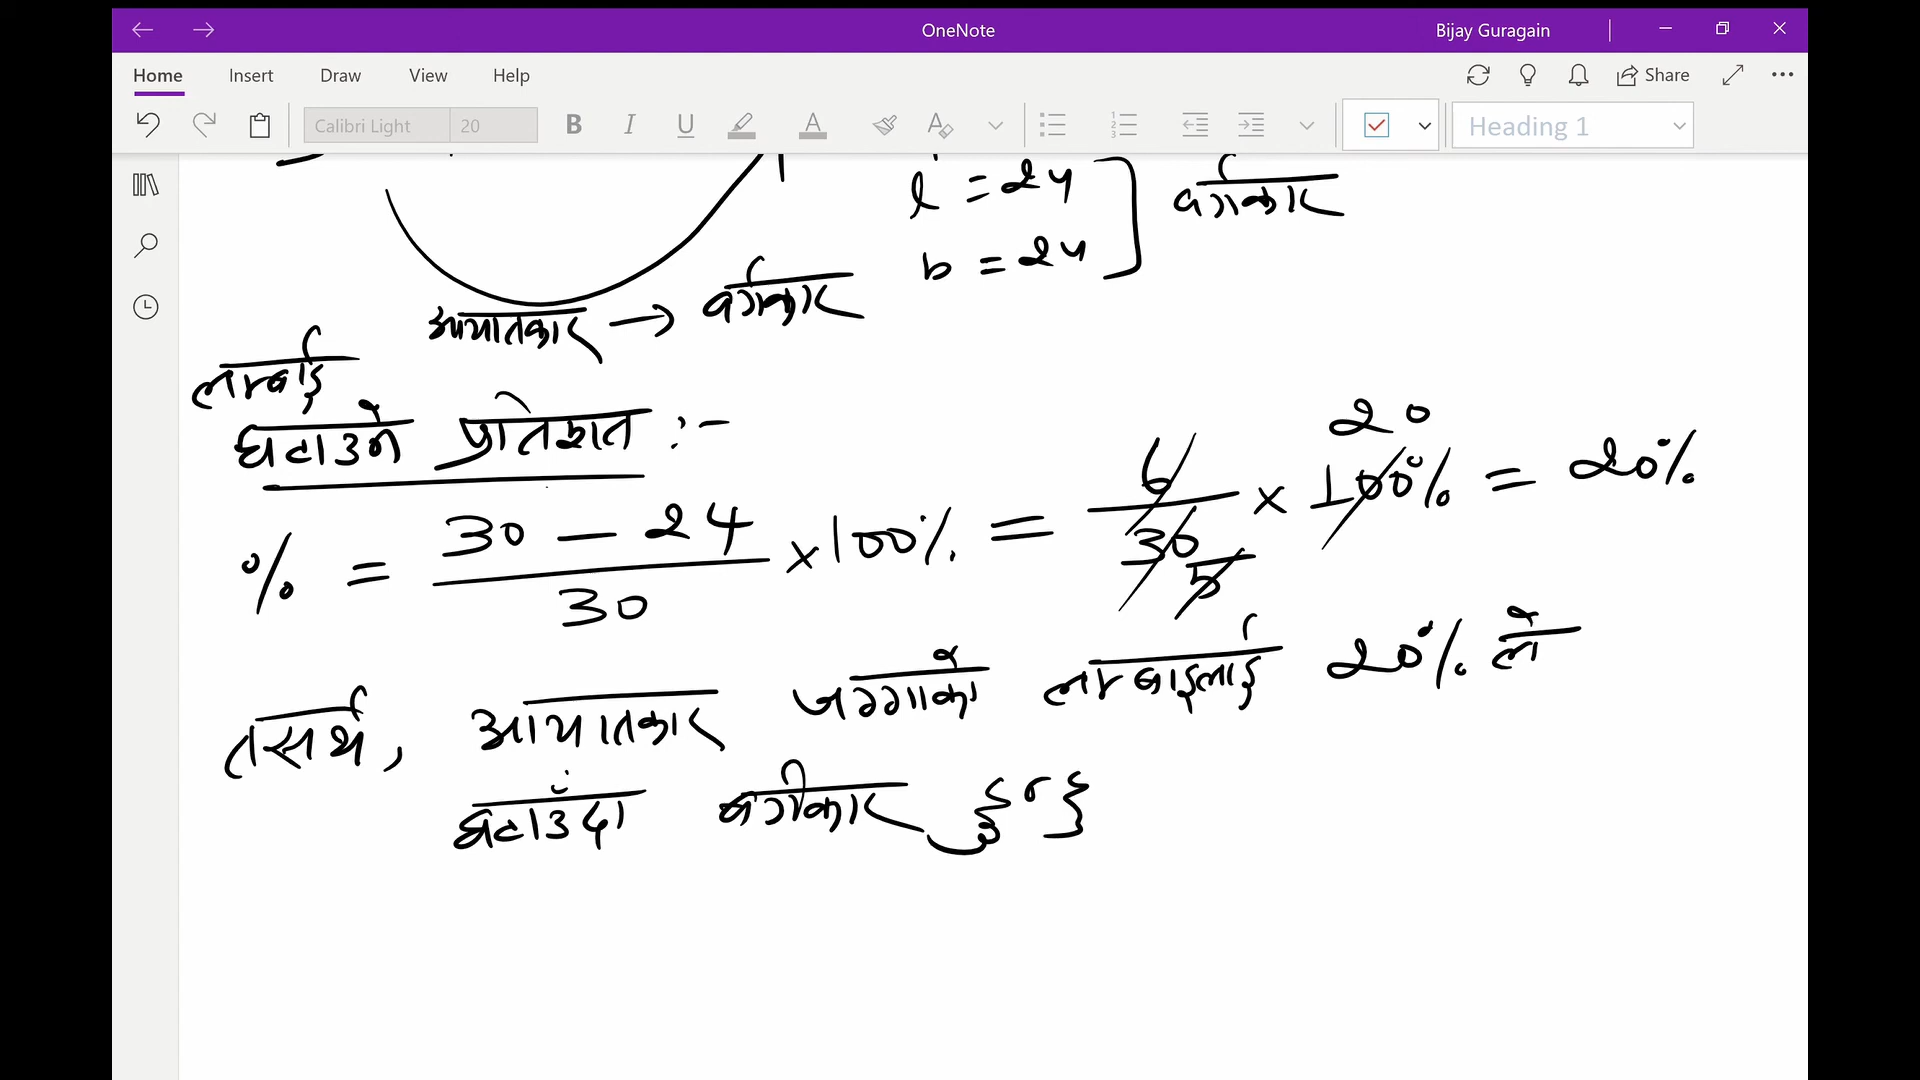 OneNote
Bijay Guragain
Home Insert Draw View Help Share
Calibri Light 20 B I U A Heading 1
l = 24
b = 24
वर्गाकार
आयातकार → वर्गाकार
लम्बाई
घटाउने प्रतिशत :-
% = 30 - 24 / 30 × 100% = 6 / 30 5 × 100% 20 = 20%
तसर्थ, आयातकार जग्गाको लम्बाईलाई 20% ले
घटाउँदा वर्गाकार